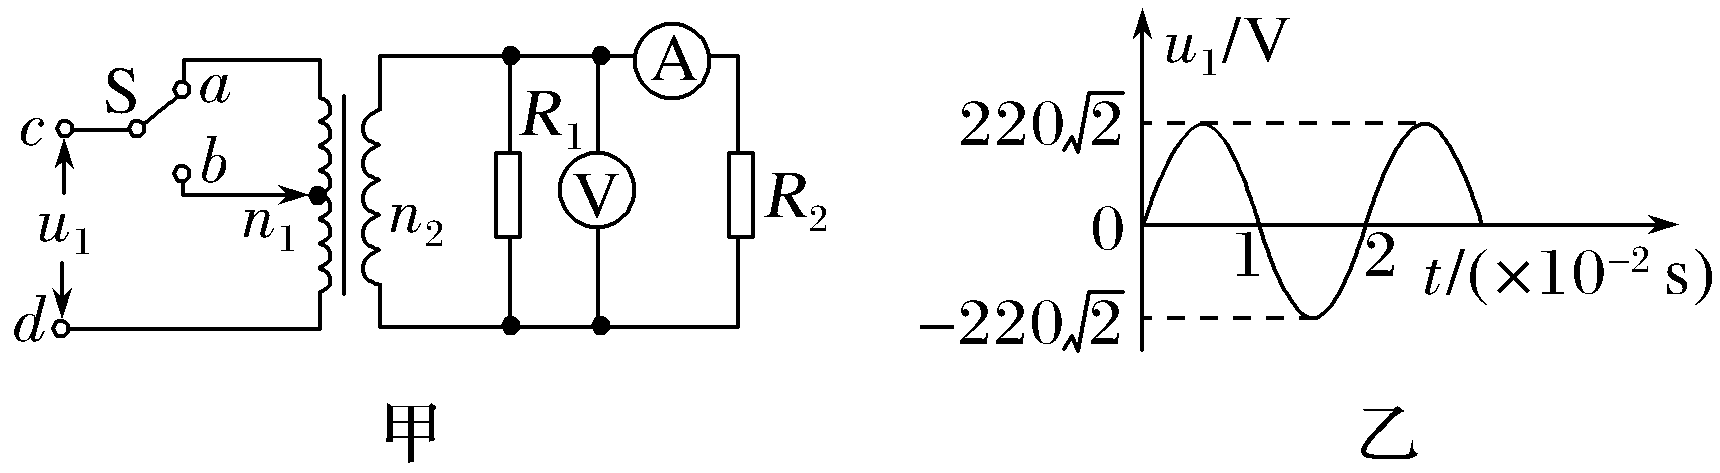 S
a
c
b
u₁
n₁
d
n₂
R₁
V
A
R₂
甲
u₁/V
220√2
0
1
2
t/(×10⁻² s)
−220√2
乙